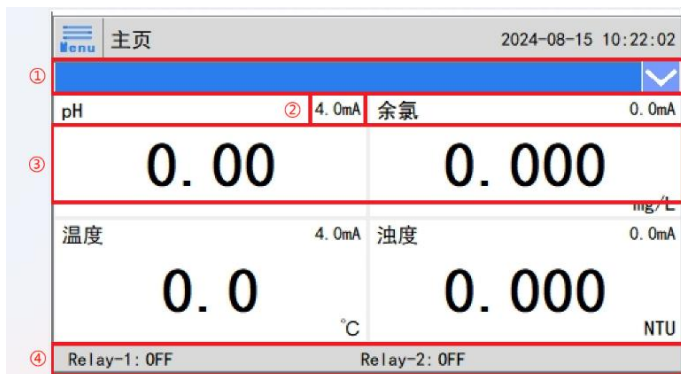 Menu 主页 2024-08-15 10:22:02
①
pH ② 4.0mA 余氯 0.0mA
③ 0.00 0.000
mg/L
温度 4.0mA 浊度 0.0mA
0.0 0.000
℃ NTU
④ Relay-1:OFF Relay-2:OFF